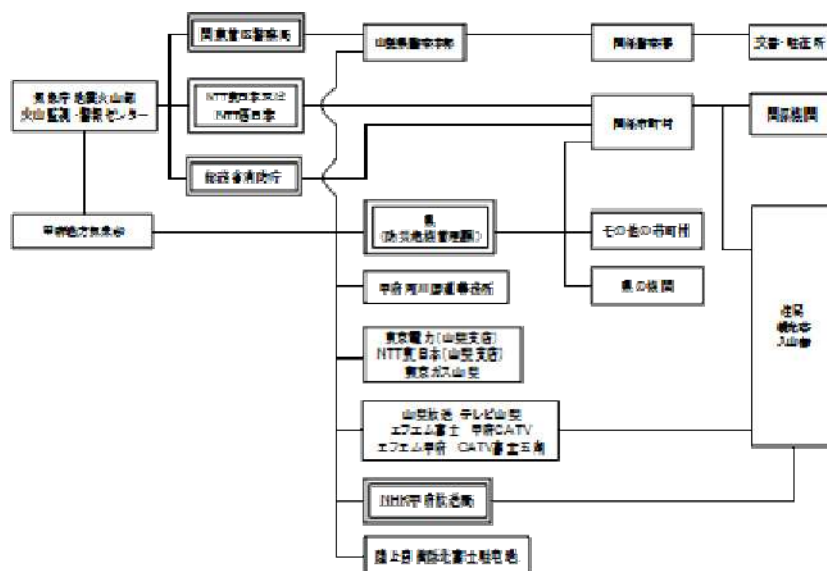 関東管区警察局
山梨県警察本部
関係警察署
交番・駐在所
気象庁地震火山部
火山監視・警報センター
NTT東日本又は
NTT西日本
関係市町村
関係機関
総務省消防庁
甲府地方気象台
県
(防災危機管理課)
その他の市町村
県の機関
甲府河川国道事務所
住民
観光客
入山者
東京電力(山梨支店)
NTT東日本(山梨支店)
東京ガス山梨
山梨放送 テレビ山梨
エフエム富士 甲府CATV
エフエム甲府 CATV富士五湖
NHK甲府放送局
陸上自衛隊北富士駐屯地